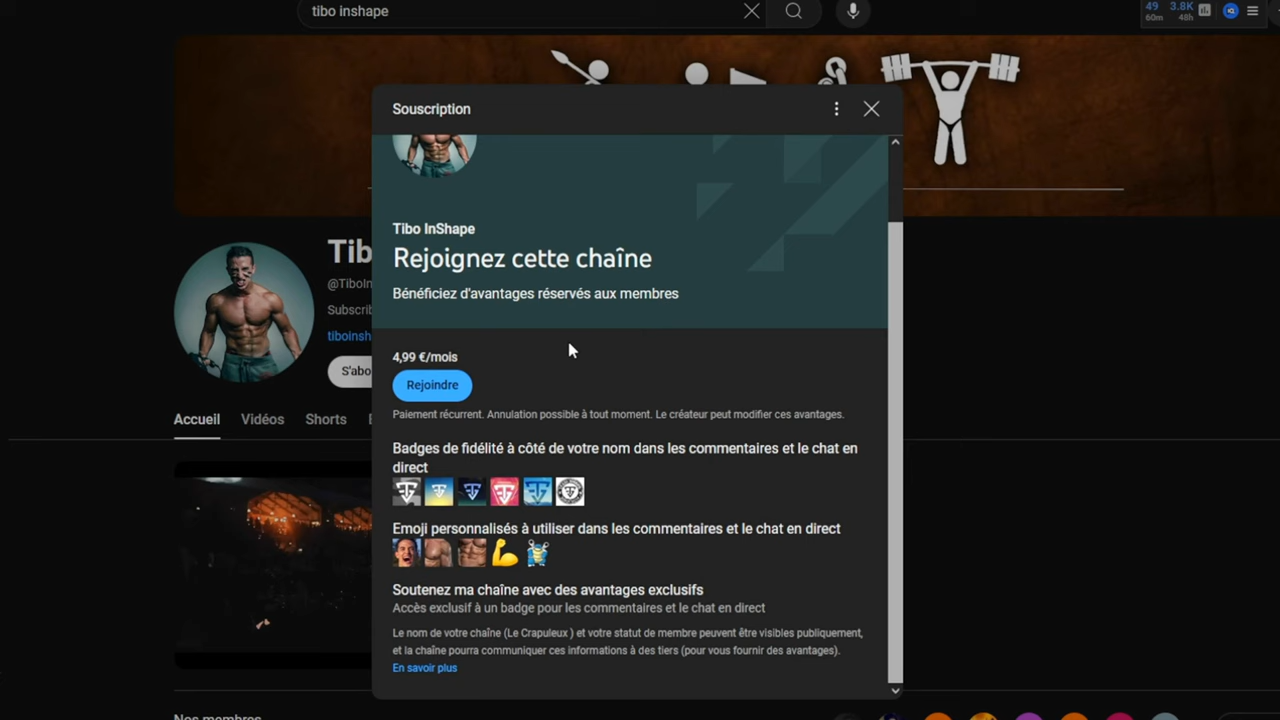 tibo inshape
49
3.8K
60m
48h
Souscription
Tibo InShape
Rejoignez cette chaîne
Bénéficiez d'avantages réservés aux membres
Tib
Subscrib
tiboinsh
S'abo
4,99 €/mois
Rejoindre
Paiement récurrent. Annulation possible à tout moment. Le créateur peut modifier ces avantages.
Accueil
Vidéos
Shorts
Badges de fidélité à côté de votre nom dans les commentaires et le chat en
direct
Emoji personnalisés à utiliser dans les commentaires et le chat en direct
Soutenez ma chaîne avec des avantages exclusifs
Accès exclusif à un badge pour les commentaires et le chat en direct
Le nom de votre chaîne (Le Crapuleux ) et votre statut de membre peuvent être visibles publiquement,
et la chaîne pourra communiquer ces informations à des tiers (pour vous fournir des avantages).
En savoir plus
Nos membres